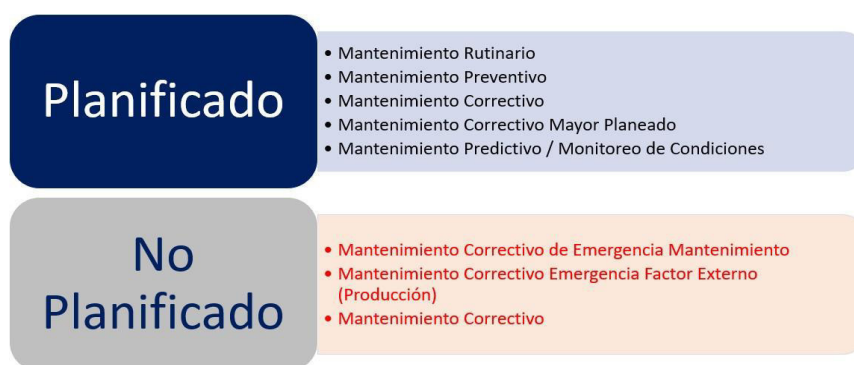 Planificado
• Mantenimiento Rutinario
• Mantenimiento Preventivo
• Mantenimiento Correctivo
• Mantenimiento Correctivo Mayor Planeado
• Mantenimiento Predictivo / Monitoreo de Condiciones
No
Planificado
• Mantenimiento Correctivo de Emergencia Mantenimiento
• Mantenimiento Correctivo Emergencia Factor Externo
(Producción)
• Mantenimiento Correctivo